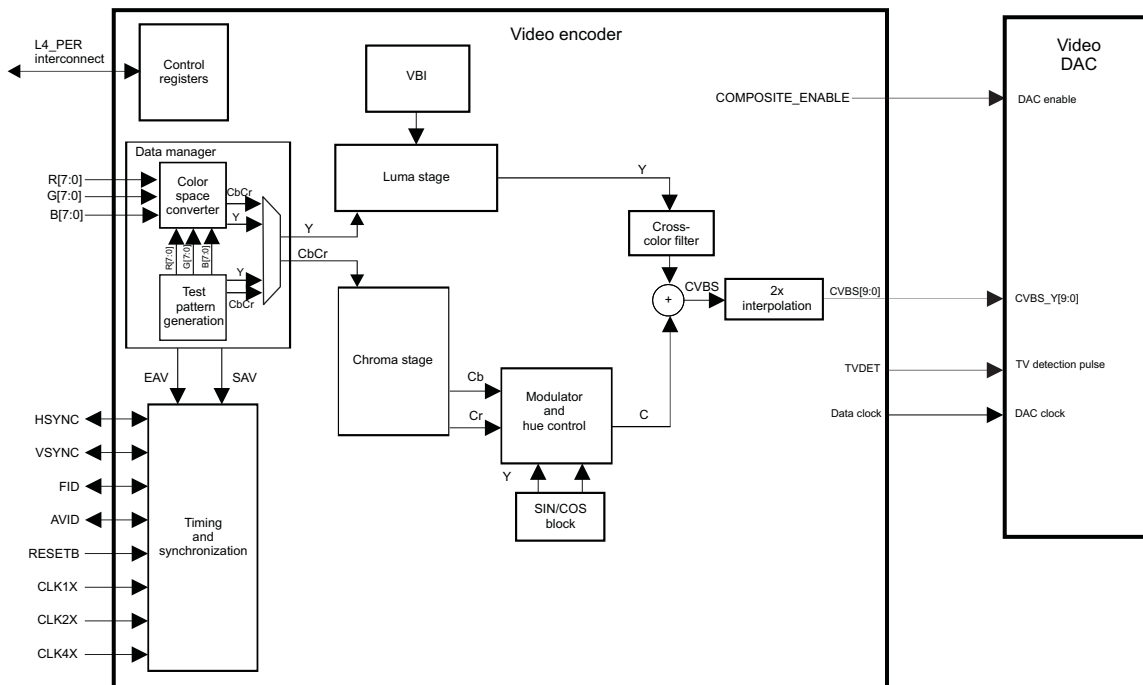 Video encoder
L4_PER
interconnect
Control
registers
VBI
Video
DAC
COMPOSITE_ENABLE
DAC enable
Data manager
R[7:0]
G[7:0]
B[7:0]
Color
space
converter
CbCr
Y
Luma stage
Y
Y
CbCr
Cross-
color filter
R[7:0]
G[7:0]
B[7:0]
Test
pattern
generation
Y
CbCr
+
CVBS
2x
interpolation
CVBS[9:0]
CVBS_Y[9:0]
Chroma stage
EAV
SAV
Cb
Cr
Modulator
and
hue control
C
TVDET
TV detection pulse
Data clock
DAC clock
Y
SIN/COS
block
HSYNC
VSYNC
FID
AVID
RESETB
CLK1X
CLK2X
CLK4X
Timing
and
synchronization